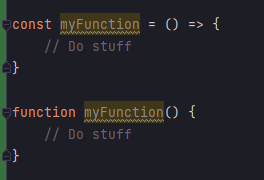 const myFunction = () => {
    // Do stuff
}

function myFunction() {
    // Do stuff
}